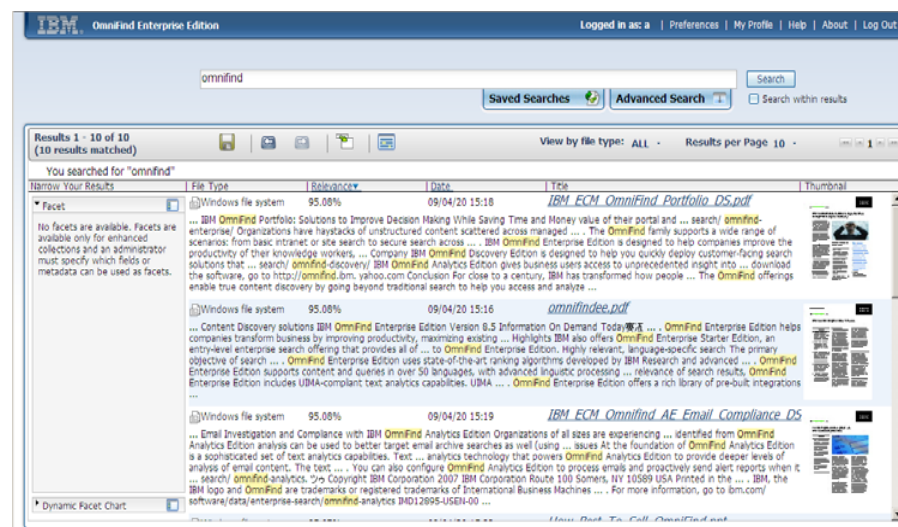 IBM. OmniFind Enterprise Edition
Logged in as: a | Preferences | My Profile | Help | About | Log Out
omnifind
Search
Saved Searches
Advanced Search
Search within results
Results 1 - 10 of 10
(10 results matched)
View by file type: ALL
Results per Page 10
1
You searched for "omnifind"
Narrow Your Results
File Type
Relevance
Date
Title
Thumbnail
Facet
No facets are available. Facets are
available only for enhanced
collections and an administrator
must specify which fields or
metadata can be used as facets.
Windows file system 95.08% 09/04/20 15:18 IBM_ECM_OmniFind_Portfolio_DS.pdf
... IBM OmniFind Portfolio: Solutions to Improve Decision Making While Saving Time and Money value of their portal and ... search/ omnifind-
enterprise/ Organizations have haystacks of unstructured content scattered across managed ... . The OmniFind family supports a wide range of
scenarios: from basic intranet or site search to secure search across ... . IBM OmniFind Enterprise Edition is designed to help companies improve the
productivity of their knowledge workers, ... Company IBM OmniFind Discovery Edition is designed to help you quickly deploy customer-facing search
solutions that ... search/ omnifind-discovery/ IBM OmniFind Analytics Edition gives business users access to unprecedented insight into ... download
the software, go to http://omnifind.ibm. yahoo.com Conclusion For close to a century, IBM has transformed how people ... The OmniFind offerings
enable true content discovery by going beyond traditional search to help you access and analyze ...
Windows file system 95.08% 09/04/20 15:16 omnifindee.pdf
... Content Discovery solutions IBM OmniFind Enterprise Edition Version 8.5 Information On Demand Today ... . OmniFind Enterprise Edition helps
companies transform business by improving productivity, maximizing existing ... Highlights IBM also offers OmniFind Enterprise Starter Edition, an
entry-level enterprise search offering that provides all of ... to OmniFind Enterprise Edition. Highly relevant, language-specific search The primary
objective of search ... . OmniFind Enterprise Edition uses state-of-the-art ranking algorithms developed by IBM Research and advanced ... . OmniFind
Enterprise Edition supports content and queries in over 50 languages, with advanced linguistic processing ... relevance of search results, OmniFind
Enterprise Edition includes UIMA-compliant text analytics capabilities. UIMA ... . OmniFind Enterprise Edition offers a rich library of pre-built integrations
...
Windows file system 95.08% 09/04/20 15:19 IBM_ECM_Omnifind_AE_Email_Compliance_DS
... Email Investigation and Compliance with IBM OmniFind Analytics Edition Organizations of all sizes are experiencing ... identified from OmniFind
Analytics Edition analysis can be used to better target email archive searches as well (using ... issues At the foundation of OmniFind Analytics Edition
is a sophisticated set of text analytics capabilities. Text ... analytics technology that powers OmniFind Analytics Edition to provide deeper levels of
analysis of email content. The text ... . You can also configure OmniFind Analytics Edition to process emails and proactively send alert reports when it
... search/ omnifind-analytics. つら Copyright IBM Corporation 2007 IBM Corporation Route 100 Somers, NY 10589 USA Printed in the ... . IBM, the
IBM logo and OmniFind are trademarks or registered trademarks of International Business Machines ... . For more information, go to ibm.com/
software/data/enterprise-search/omnifind-analytics IMD12895-USEN-00 ...
Dynamic Facet Chart